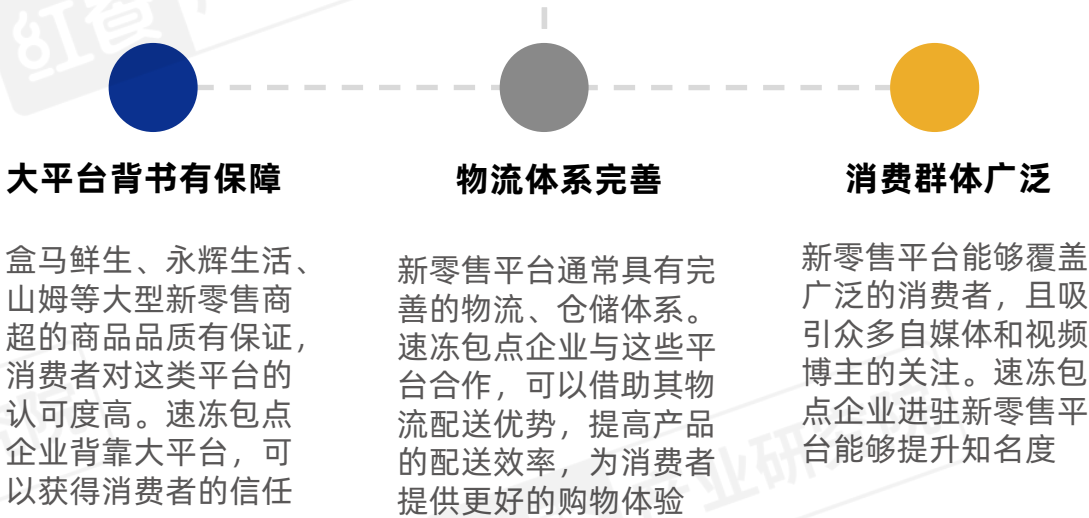 大平台背书有保障
盒马鲜生、永辉生活、
山姆等大型新零售商
超的商品品质有保证，
消费者对这类平台的
认可度高。速冻包点
企业背靠大平台，可
以获得消费者的信任
物流体系完善
新零售平台通常具有完
善的物流、仓储体系。
速冻包点企业与这些平
台合作，可以借助其物
流配送优势，提高产品
的配送效率，为消费者
提供更好的购物体验
消费群体广泛
新零售平台能够覆盖
广泛的消费者，且吸
引众多自媒体和视频
博主的关注。速冻包
点企业进驻新零售平
台能够提升知名度